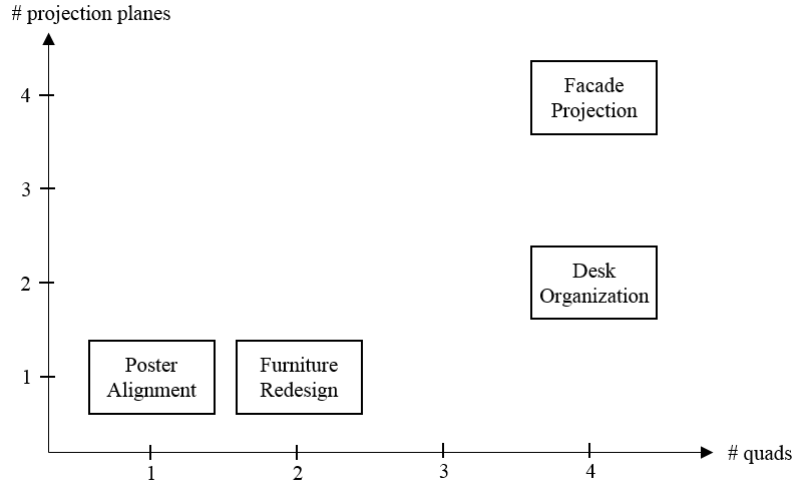 # projection planes
4
Facade
Projection
3
2
Desk
Organization
1
Poster
Alignment
Furniture
Redesign
1
2
3
4
# quads